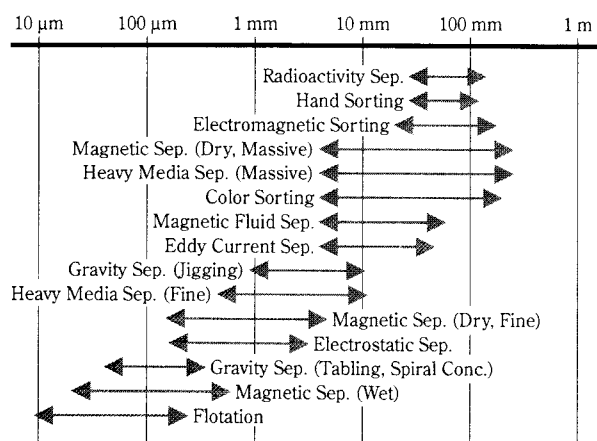 10 μm 100 μm 1 mm 10 mm 100 mm 1 m
Radioactivity Sep.
Hand Sorting
Electromagnetic Sorting
Magnetic Sep. (Dry, Massive)
Heavy Media Sep. (Massive)
Color Sorting
Magnetic Fluid Sep.
Eddy Current Sep.
Gravity Sep. (Jigging)
Heavy Media Sep. (Fine)
Magnetic Sep. (Dry, Fine)
Electrostatic Sep.
Gravity Sep. (Tabling, Spiral Conc.)
Magnetic Sep. (Wet)
Flotation